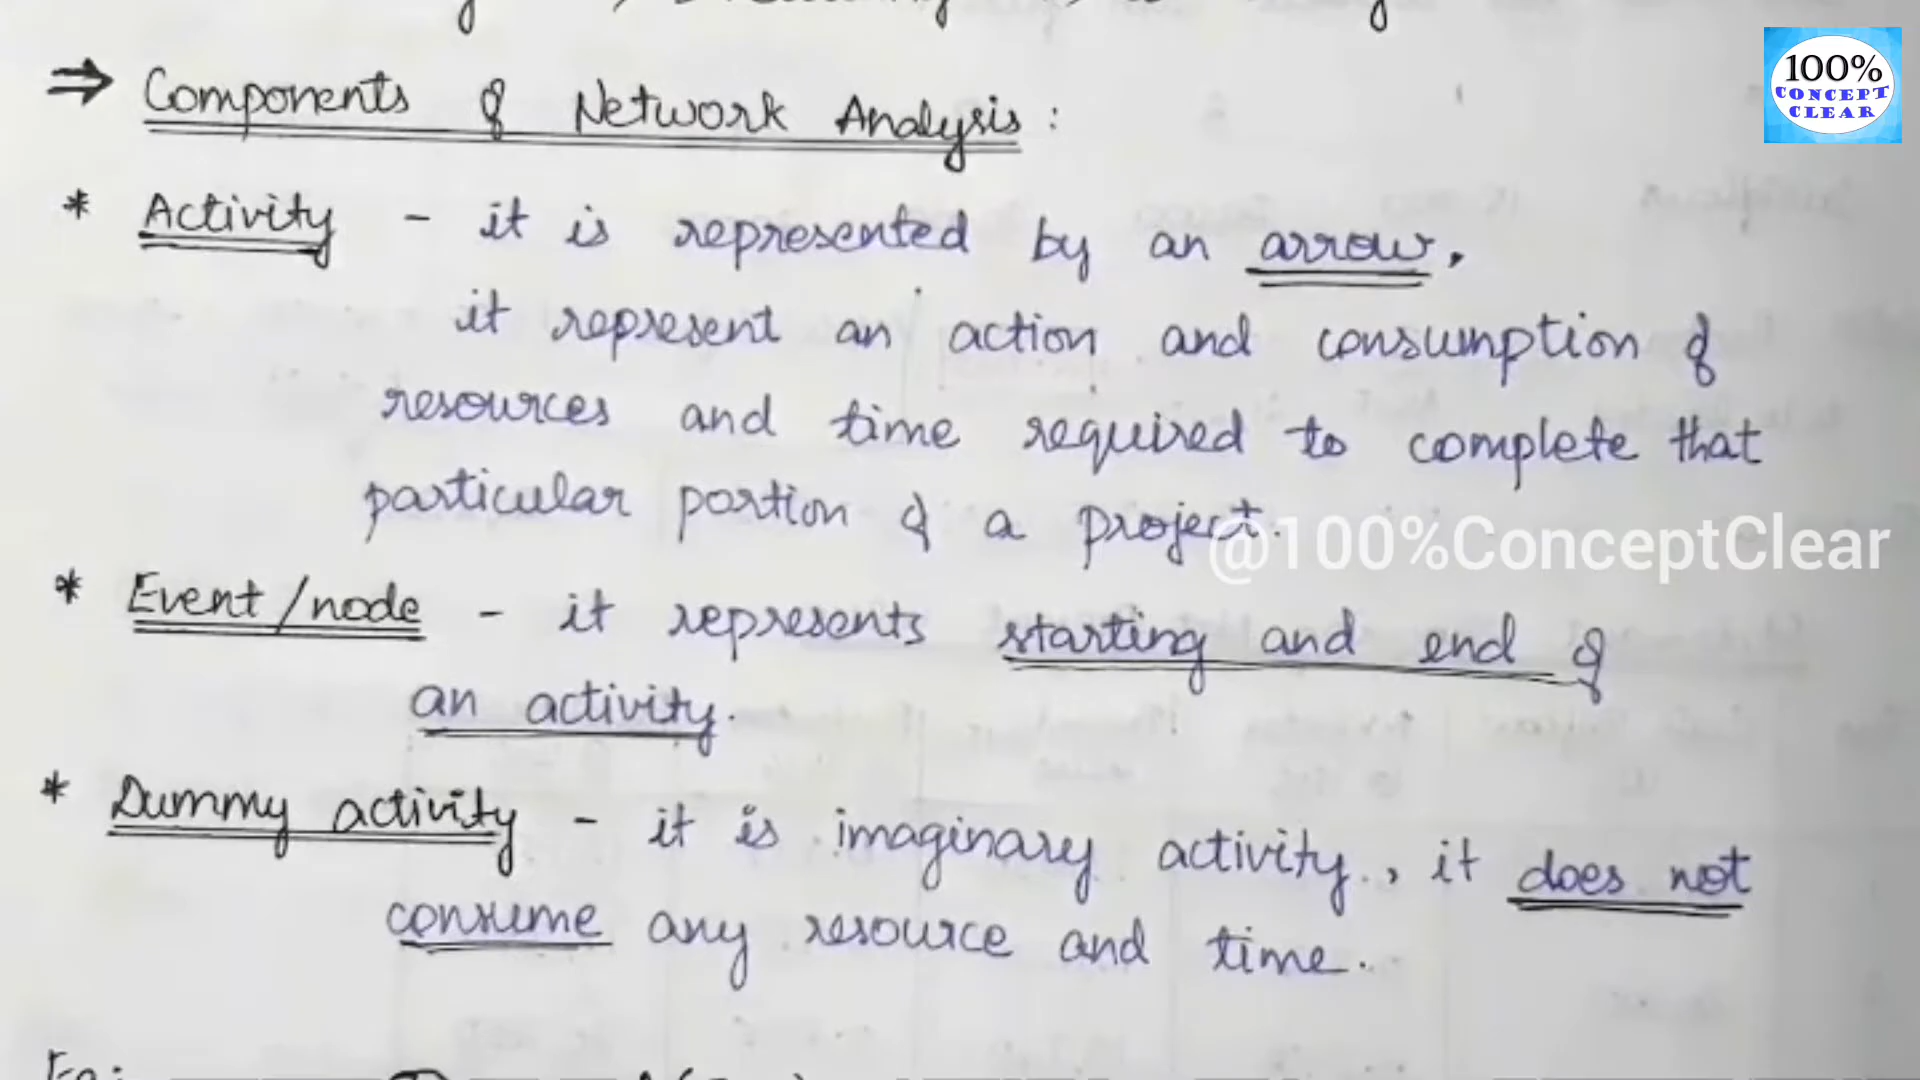 100%
CONCEPT
CLEAR
⇒ Components of Network Analysis :
* Activity - it is represented by an arrow.
it represent an action and consumption of
resources and time required to complete that
particular portion of a project.
@100%ConceptClear
* Event/node - it represents starting and end of
an activity.
* Dummy activity - it is imaginary activity, it does not
consume any resource and time.